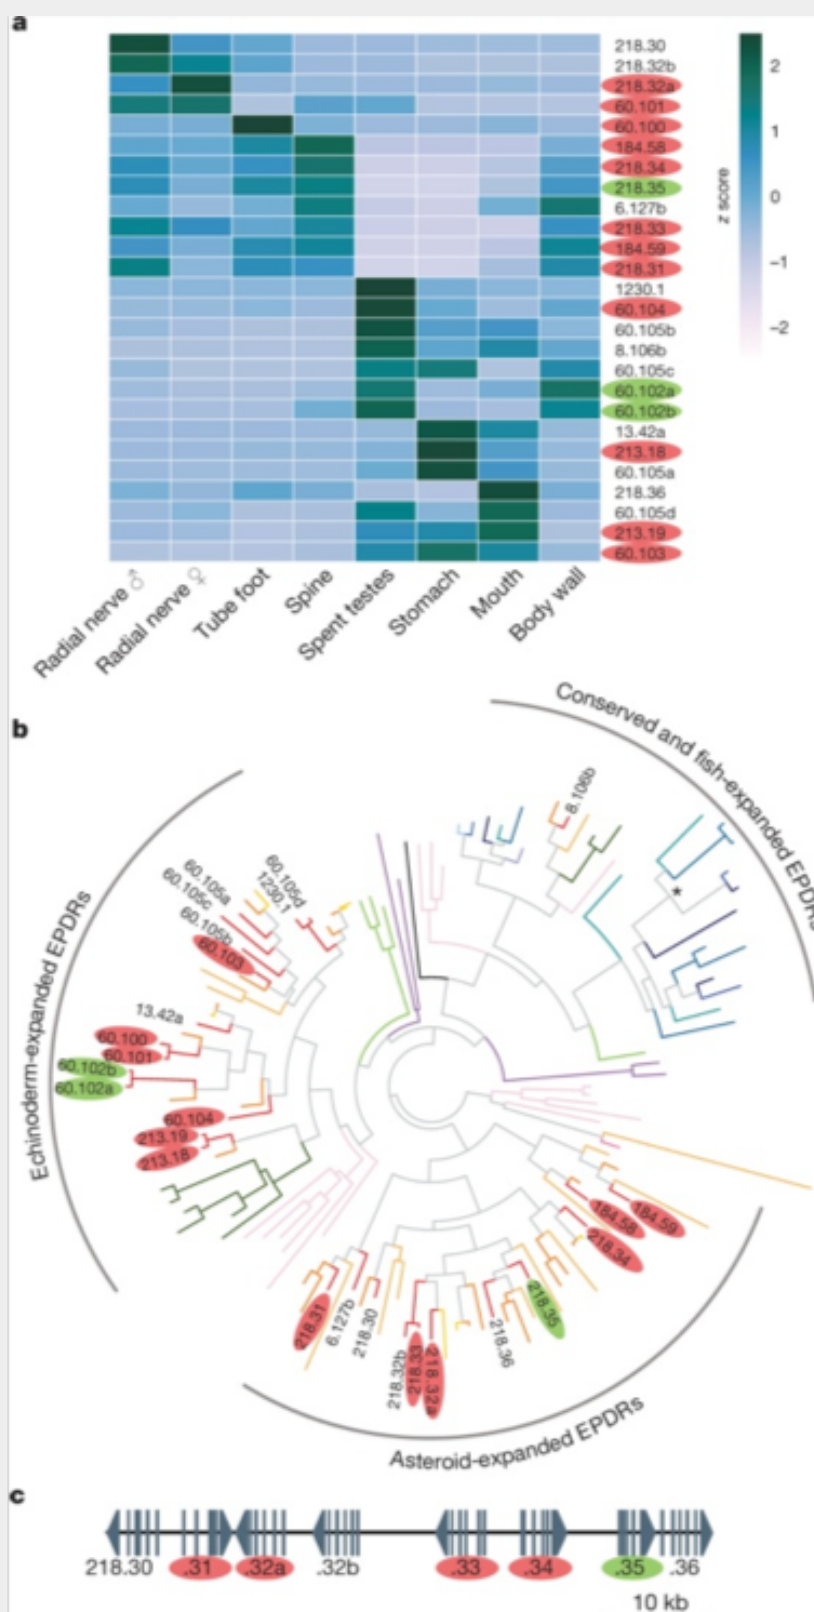 a
218.30
218.32b
218.32a
60.101
60.100
184.58
218.34
218.35
6.127b
218.33
184.59
218.31
1230.1
60.104
60.105b
8.106b
60.105c
60.102a
60.102b
13.42a
213.18
60.105a
218.36
60.105d
213.19
60.103
2
1
0
−1
−2
z score
Radial nerve ♂
Radial nerve ♀
Tube foot
Spine
Spent testes
Stomach
Mouth
Body wall
b
Conserved and fish-expanded EPDRs
8.106b
*
Echinoderm-expanded EPDRs
60.105d
1230.1
60.105a
60.105c
60.105b
60.103
13.42a
60.100
60.101
60.102b
60.102a
60.104
213.19
213.18
184.59
184.58
218.34
218.35
218.36
218.32a
218.33
218.32b
218.30
6.127b
218.31
Asteroid-expanded EPDRs
c
218.30 .31 .32a .32b .33 .34 .35 .36
10 kb